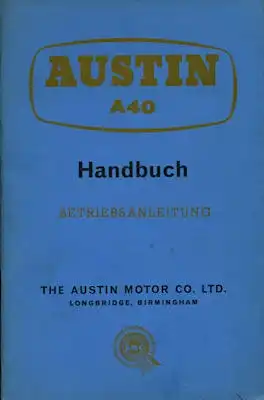 AUSTIN
A40
Handbuch
BETRIEBSANLEITUNG
THE AUSTIN MOTOR CO. LTD.
LONGBRIDGE, BIRMINGHAM